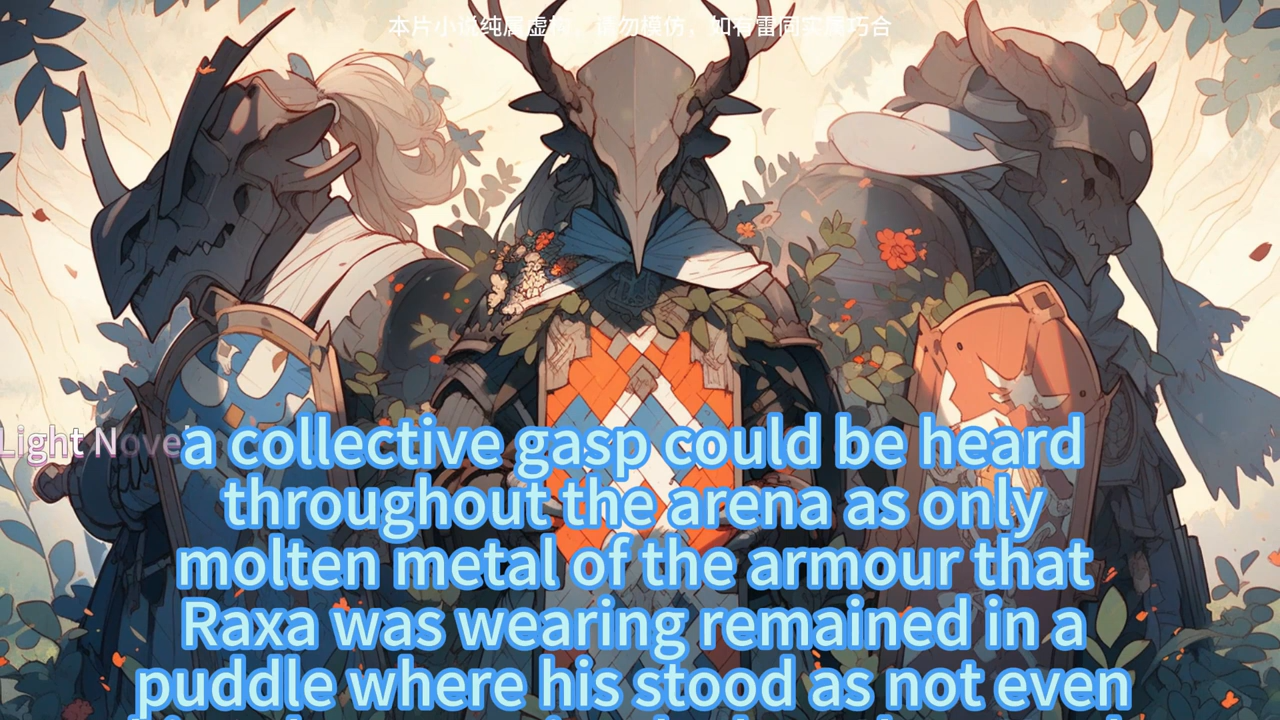 本片小说纯属虚构，请勿模仿，如有雷同实属巧合
Light Nove
a collective gasp could be heard
throughout the arena as only
molten metal of the armour that
Raxa was wearing remained in a
puddle where his stood as not even